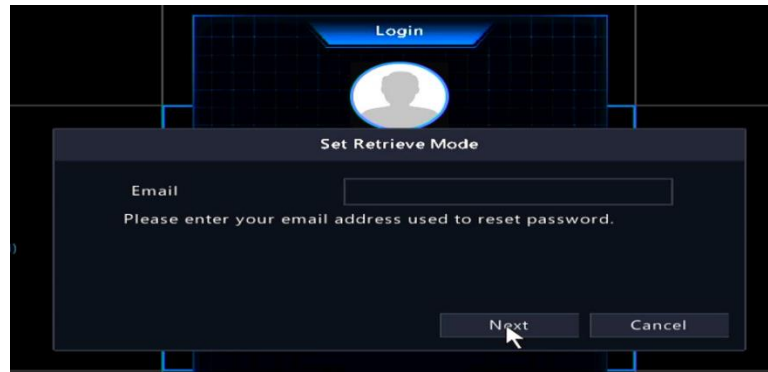 Login
Set Retrieve Mode
Email
Please enter your email address used to reset password.
Next Cancel